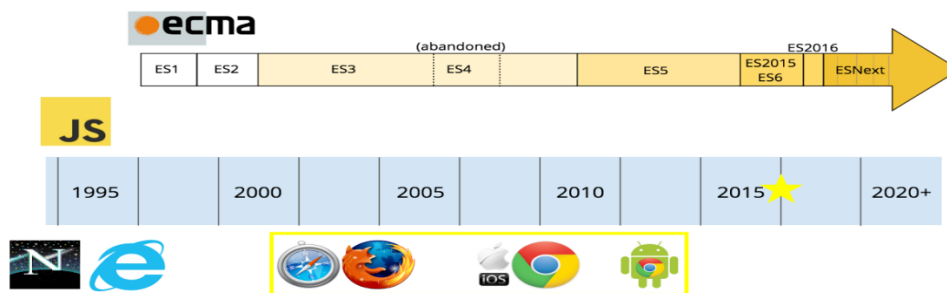 ecma
(abandoned)
ES2016
ES1 ES2 ES3 ES4 ES5 ES2015 ESNext
ES6
JS
1995 2000 2005 2010 2015 2020+
N
iOS